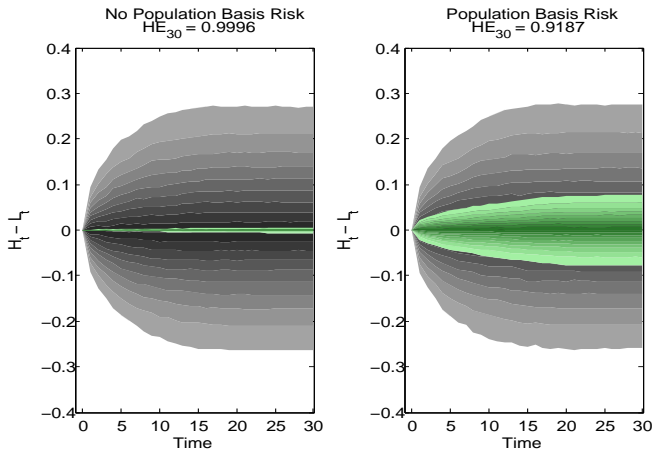 No Population Basis Risk
HE30 = 0.9996
0.4
0.3
0.2
0.1
0
−0.1
−0.2
−0.3
−0.4
Ht − Lt
0 5 10 15 20 25 30
Time
Population Basis Risk
HE30 = 0.9187
0.4
0.3
0.2
0.1
0
−0.1
−0.2
−0.3
−0.4
Ht − Lt
0 5 10 15 20 25 30
Time